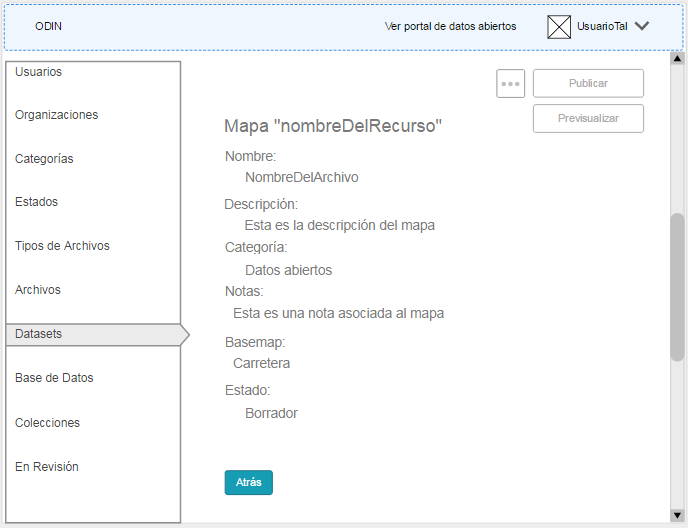 ODIN
Ver portal de datos abiertos
UsuarioTal
Usuarios
Organizaciones
Categorías
Estados
Tipos de Archivos
Archivos
Datasets
Base de Datos
Colecciones
En Revisión
Publicar
Previsualizar
Mapa "nombreDelRecurso"
Nombre:
NombreDelArchivo
Descripción:
Esta es la descripción del mapa
Categoría:
Datos abiertos
Notas:
Esta es una nota asociada al mapa
Basemap:
Carretera
Estado:
Borrador
Atrás